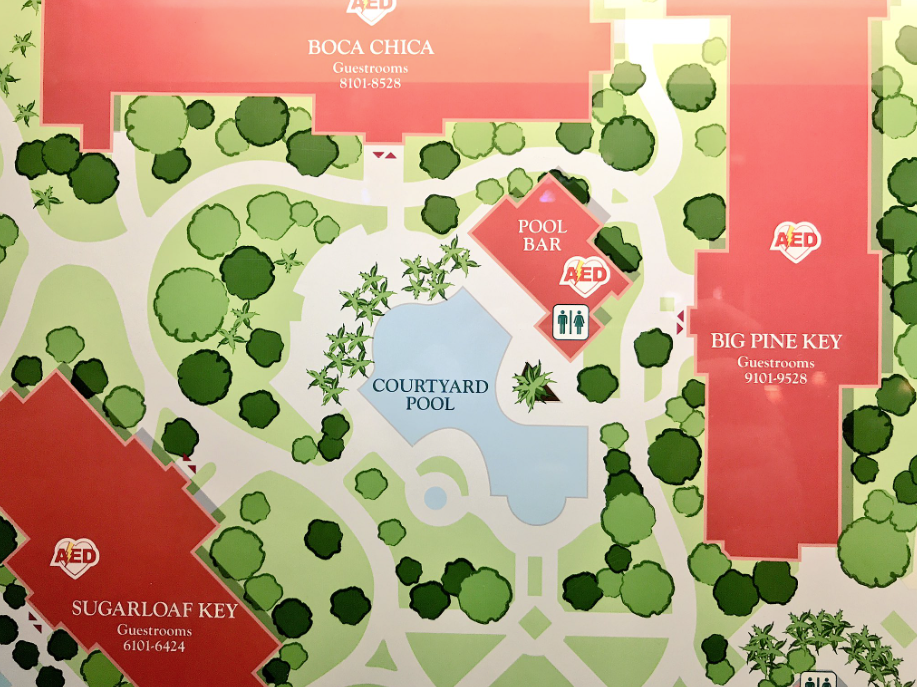 AED
BOCA CHICA
Guestrooms
8101-8528
POOL
BAR
AED
AED
BIG PINE KEY
Guestrooms
9101-9528
COURTYARD
POOL
AED
SUGARLOAF KEY
Guestrooms
6101-6424